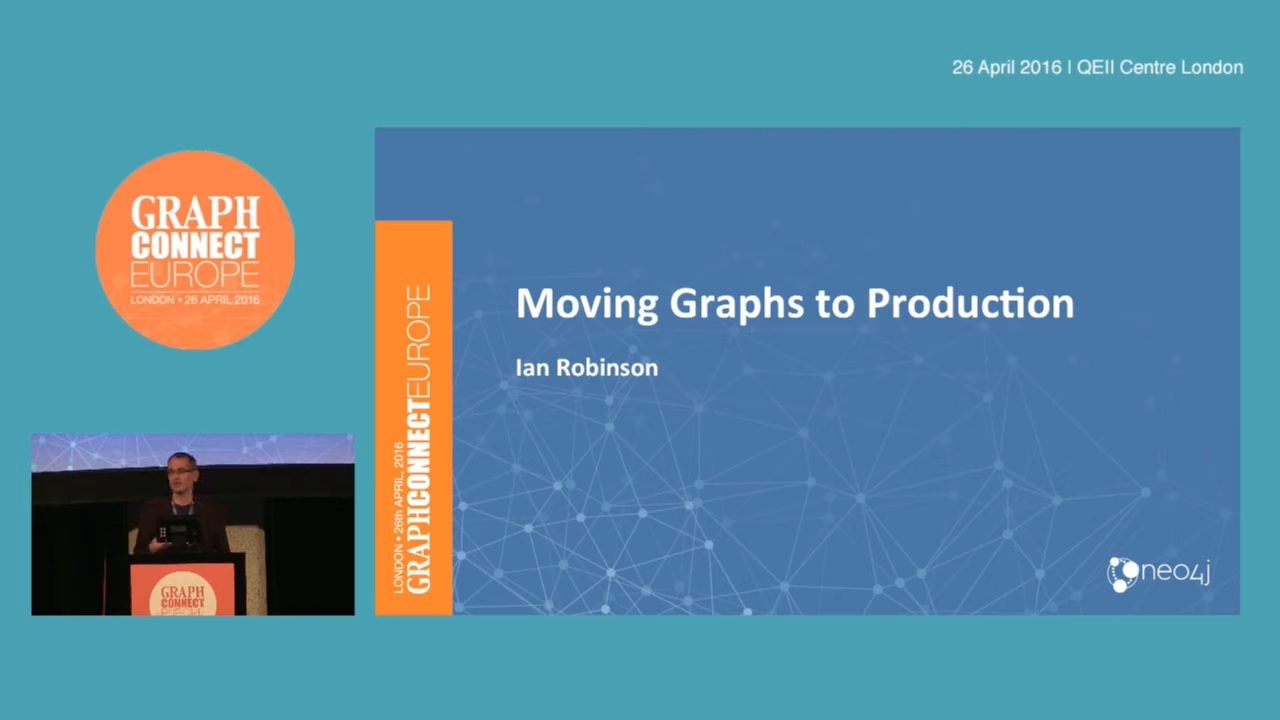 26 April 2016 | QEII Centre London
GRAPH
CONNECT
EUROPE
LONDON • 26 APRIL 2016
Moving Graphs to Production
Ian Robinson
LONDON • 26th APRIL, 2016
GRAPHCONNECTEUROPE
neo4j
GRAPH
CONNECT
EUROPE